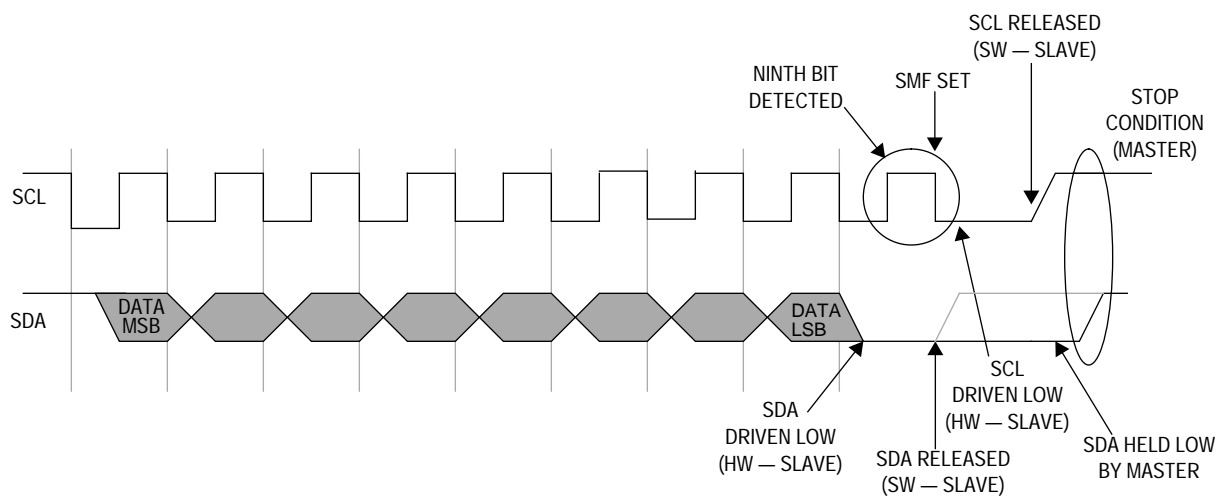 SCL RELEASED
(SW — SLAVE)
NINTH BIT
DETECTED
SMF SET
STOP
CONDITION
(MASTER)
SCL
SDA
DATA
MSB
DATA
LSB
SDA
DRIVEN LOW
(HW — SLAVE)
SDA RELEASED
(SW — SLAVE)
SCL
DRIVEN LOW
(HW — SLAVE)
SDA HELD LOW
BY MASTER